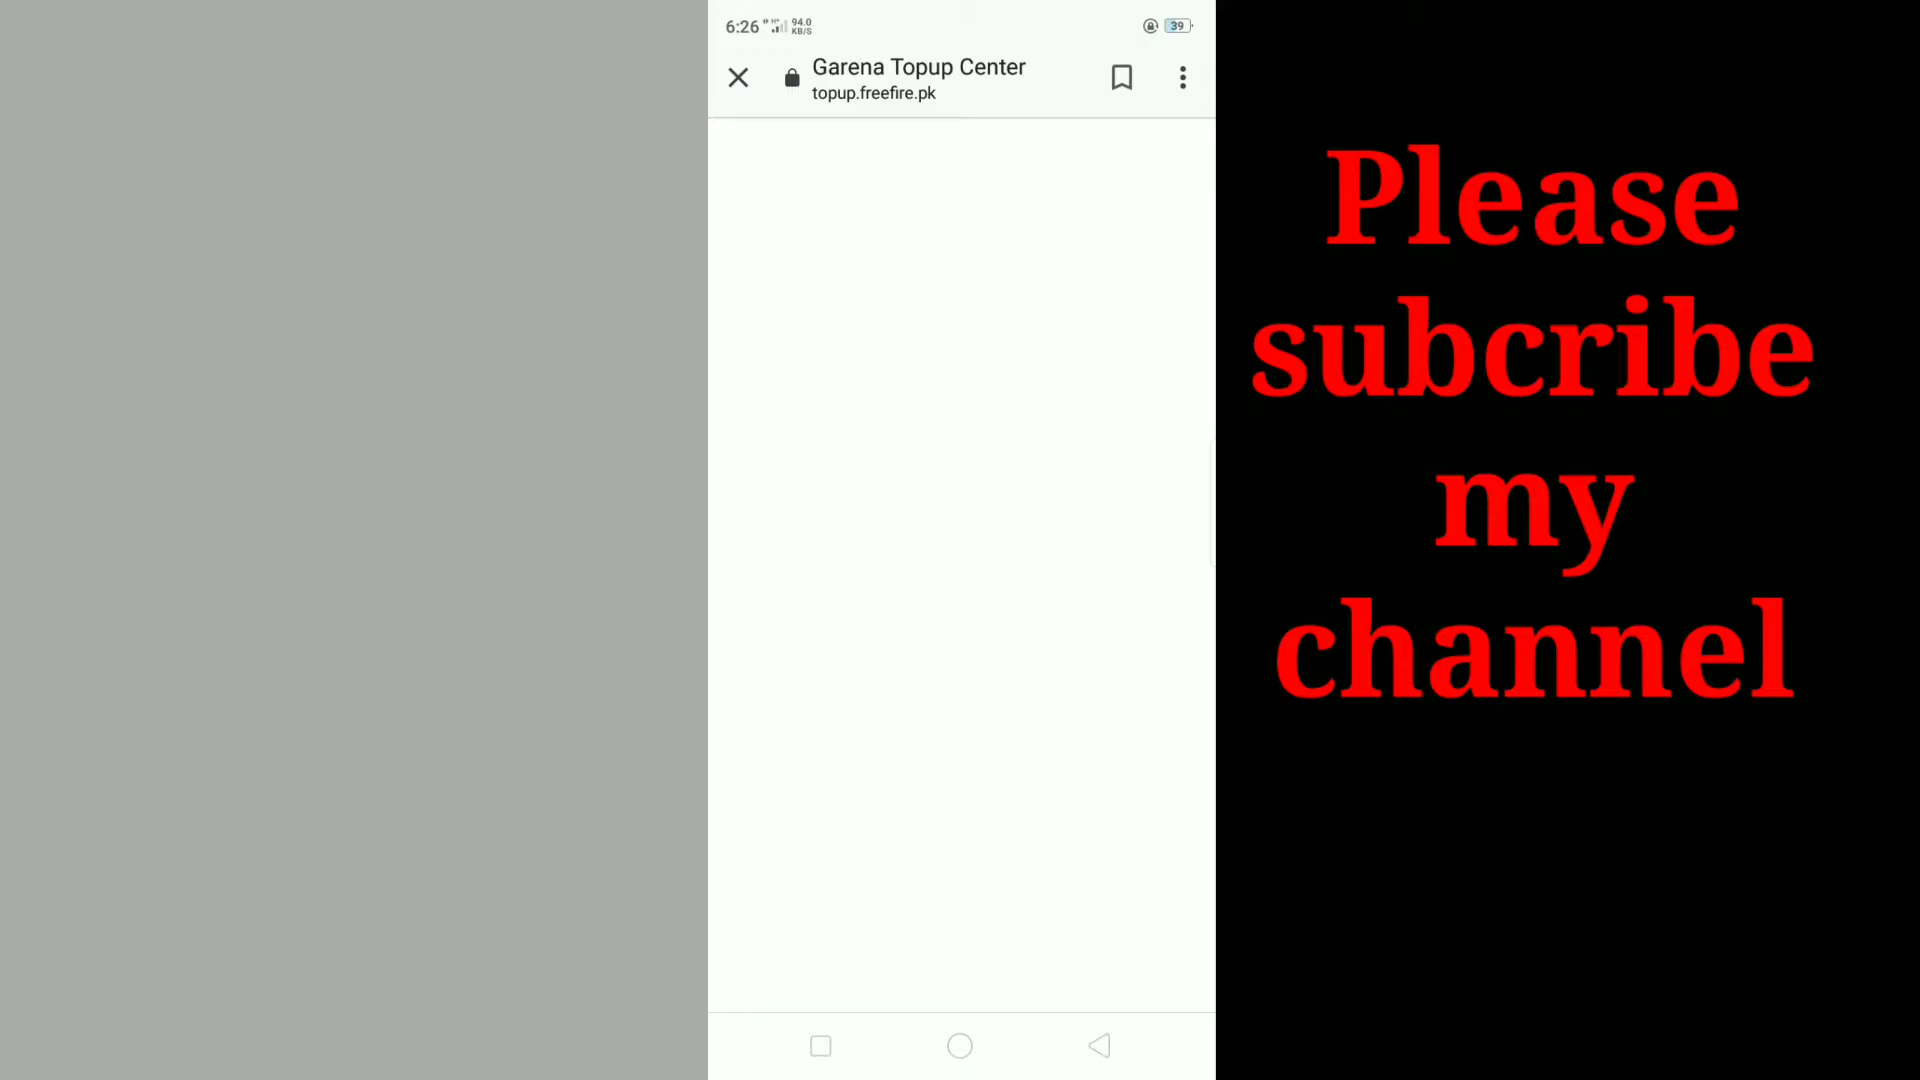 6:26 94.0 KB/S 39
Garena Topup Center
topup.freefire.pk
Please
subcribe
my
channel